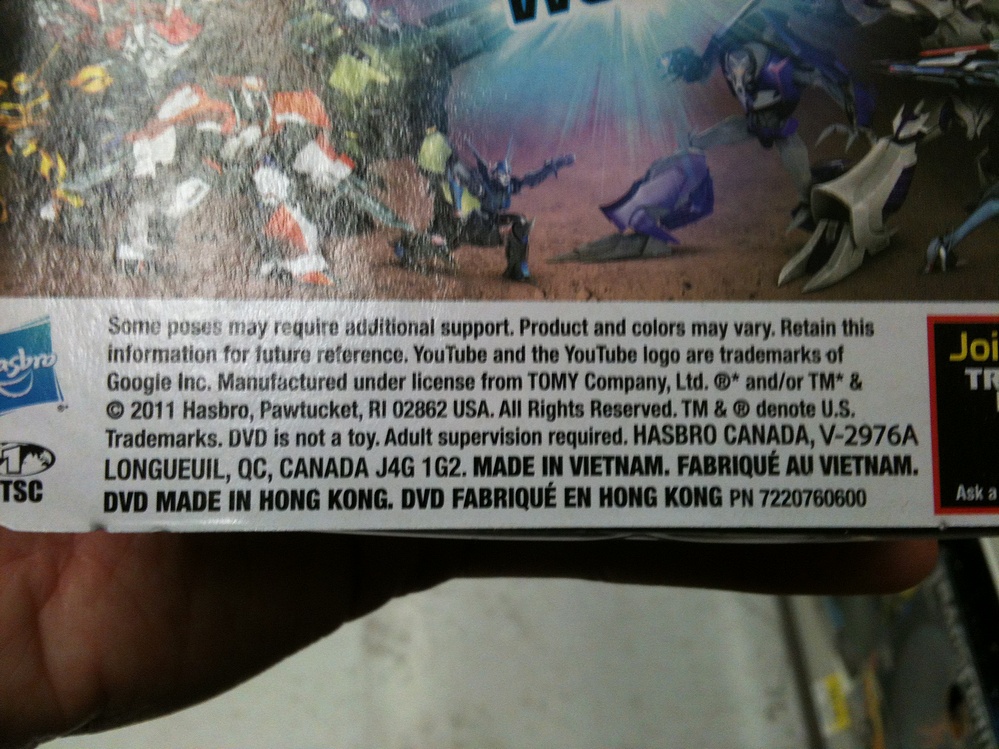 Some poses may require additional support. Product and colors may vary. Retain this
information for future reference. YouTube and the YouTube logo are trademarks of
Google Inc. Manufactured under license from TOMY Company, Ltd. ®* and/or TM* &
© 2011 Hasbro, Pawtucket, RI 02862 USA. All Rights Reserved. TM & ® denote U.S.
Trademarks. DVD is not a toy. Adult supervision required. HASBRO CANADA, V-2976A
LONGUEUIL, QC, CANADA J4G 1G2. MADE IN VIETNAM. FABRIQUÉ AU VIETNAM.
DVD MADE IN HONG KONG. DVD FABRIQUÉ EN HONG KONG PN 7220760600
asbro
1
TSC
Joi
TR
Ask a